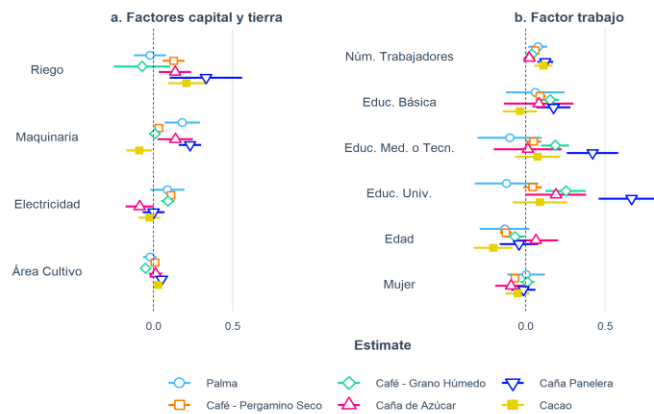 a. Factores capital y tierra
Riego
Maquinaria
Electricidad
Área Cultivo
0.0 0.5
b. Factor trabajo
Núm. Trabajadores
Educ. Básica
Educ. Med. o Tecn.
Educ. Univ.
Edad
Mujer
0.0 0.5
Estimate
Palma
Café - Pergamino Seco
Café - Grano Húmedo
Caña de Azúcar
Caña Panelera
Cacao